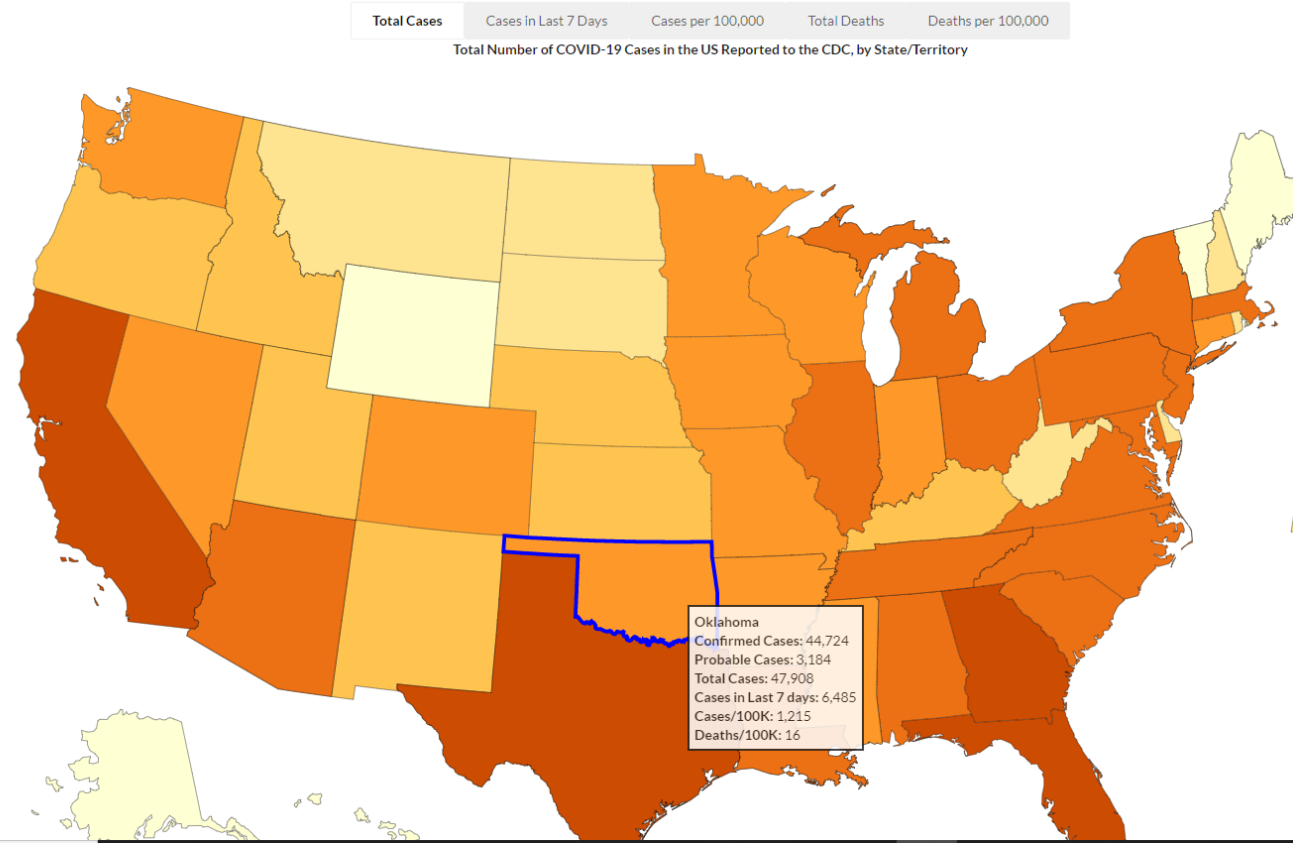 Total Cases Cases in Last 7 Days Cases per 100,000 Total Deaths Deaths per 100,000
Total Number of COVID-19 Cases in the US Reported to the CDC, by State/Territory
Oklahoma
Confirmed Cases: 44,724
Probable Cases: 3,184
Total Cases: 47,908
Cases in Last 7 days: 6,485
Cases/100K: 1,215
Deaths/100K: 16